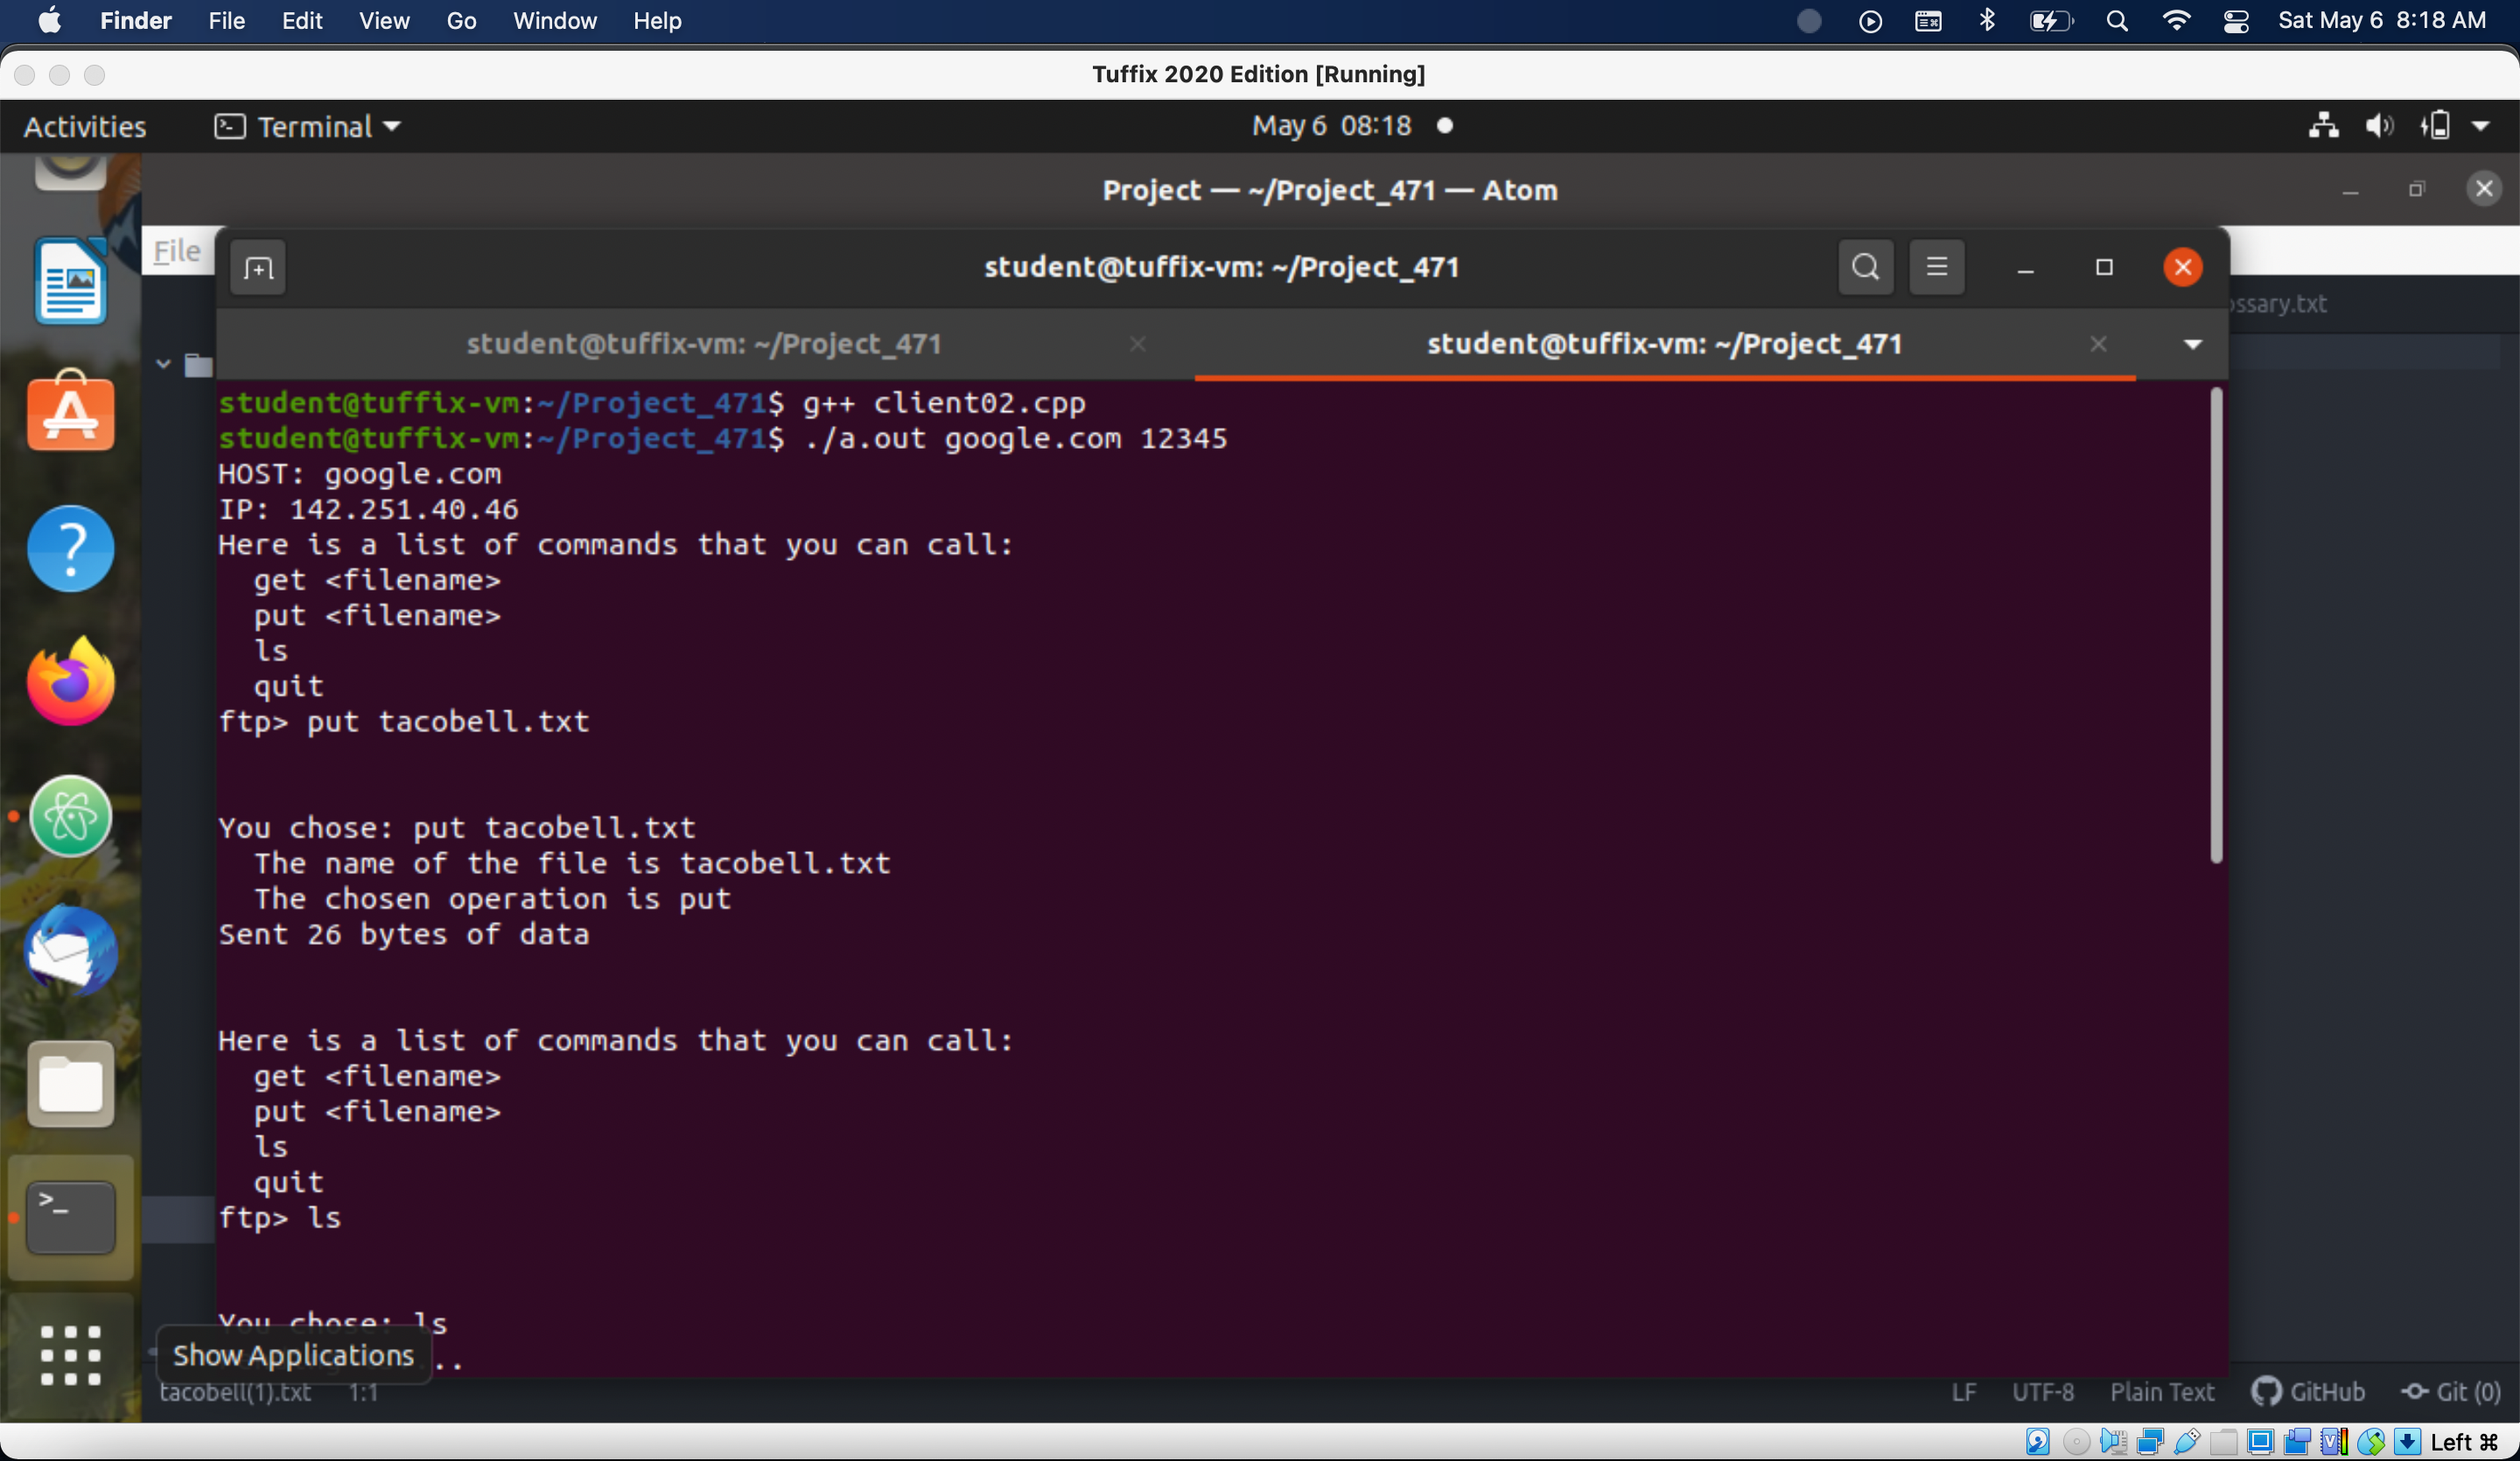 Finder File Edit View Go Window Help Sat May 6 8:18 AM
Tuffix 2020 Edition [Running]
Activities Terminal May 6 08:18
Project — ~/Project_471 — Atom
File
student@tuffix-vm: ~/Project_471
ossary.txt
student@tuffix-vm: ~/Project_471 student@tuffix-vm: ~/Project_471
student@tuffix-vm:~/Project_471$ g++ client02.cpp
student@tuffix-vm:~/Project_471$ ./a.out google.com 12345
HOST: google.com
IP: 142.251.40.46
Here is a list of commands that you can call:
get <filename>
put <filename>
ls
quit
ftp> put tacobell.txt
You chose: put tacobell.txt
The name of the file is tacobell.txt
The chosen operation is put
Sent 26 bytes of data
Here is a list of commands that you can call:
get <filename>
put <filename>
ls
quit
ftp> ls
You chose: ls
Show Applications ..
tacobell(1).txt 1:1 LF UTF-8 Plain Text GitHub Git (0)
Left ⌘